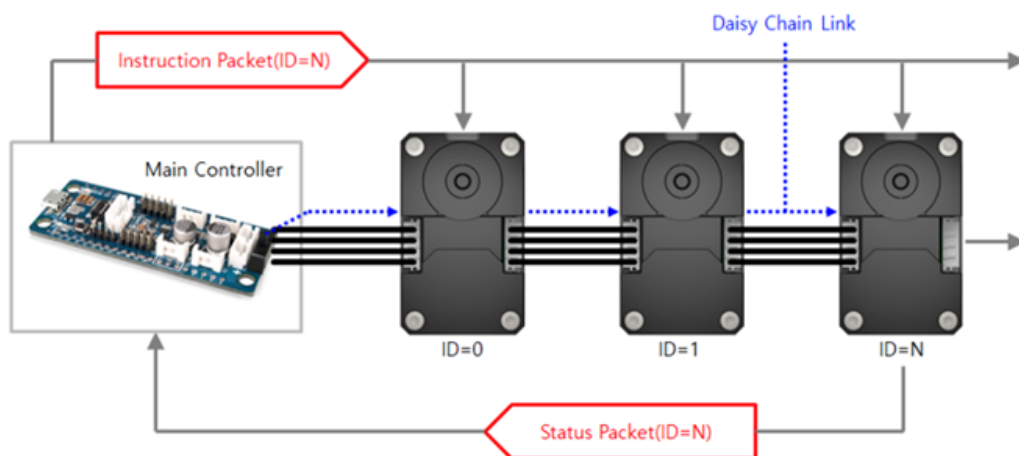 Daisy Chain Link
Instruction Packet(ID=N)
Main Controller
ID=0
ID=1
ID=N
Status Packet(ID=N)